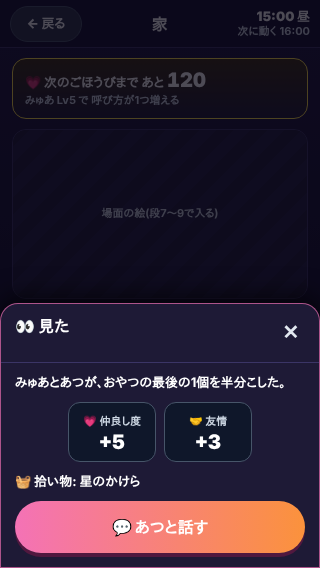 ← 戻る
家
15:00 昼
次に動く 16:00
💗 次のごほうびまで あと 120
みゅあ Lv5 で 呼び方が1つ増える
場面の絵(段7〜9で入る)
👀 見た
✕
みゅあとあつが、おやつの最後の1個を半分こした。
💗 仲良し度
+5
🤝 友情
+3
🧺 拾い物: 星のかけら
💬 あつと話す